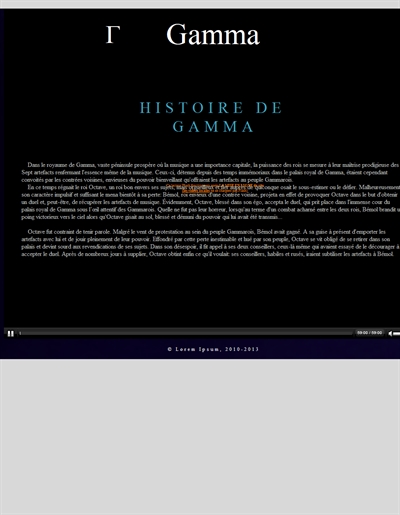 Γ Gamma
HISTOIRE DE
GAMMA
Dans le royanme de Gamma, vaste péninsule prospère où la musique a une importance capitale, la puissance des rois se mesure à leur maîtrise prodigieuse des
Sept artefacts renfermant l'essence même de la musique. Ceux-ci, détenus depuis des temps immémoriaux dans le palais royal de Gamma, étaient cependant
convoités par les contrées voisines, envieuses du pouvoir bienveillant qu'offraient les artefacts au peuple Gammarois.
En ce temps régnait le roi Octave, un roi bon envers ses sujets, mais orgueilleux et des duretés de quiconque osait le sous-estimer ou le défier. Malheureusement
son caractère impulsif et suffisant le mena bientôt à sa perte. Bémol, roi envieux d'une contrée voisine, projeta en effet de provoquer Octave dans le but d'obtenir
un duel et, peut-être, de récupérer les artefacts de musique. Évidemment, Octave, blessé dans son égo, accepta le duel, qui prit place dans l'immense cour du
palais royal de Gamma sous l'œil attentif des Gammarois. Quelle ne fut pas leur horreur, lorsqu'au terme d'un combat acharné entre les deux rois, Bémol brandit un
poing victorieux vers le ciel alors qu'Octave gisait au sol, blessé et démuni du pouvoir qui lui avait été transmis...
Octave fut contraint de tenir parole. Malgré le vent de protestation au sein du peuple Gammarois, Bémol avait gagné. A sa guise à présent d'emporter les
artefacts avec lui et de jouir pleinement de leur pouvoir. Effondré par cette perte inestimable et hué par son peuple, Octave se vit obligé de se retirer dans son
palais et devint sourd aux revendications de ses sujets. Dans son désespoir, il fit appel à ses deux conseillers, ceux-là même qui avaient essayé de le décourager à
accepter le duel. Après de nombreux jours à supplier, Octave obtint enfin ce qu'il voulait: ses conseillers, habiles et rusés, iraient subtiliser les artefacts à Bémol.
00:00 / 00:00
© Lorem Ipsum, 2010-2013